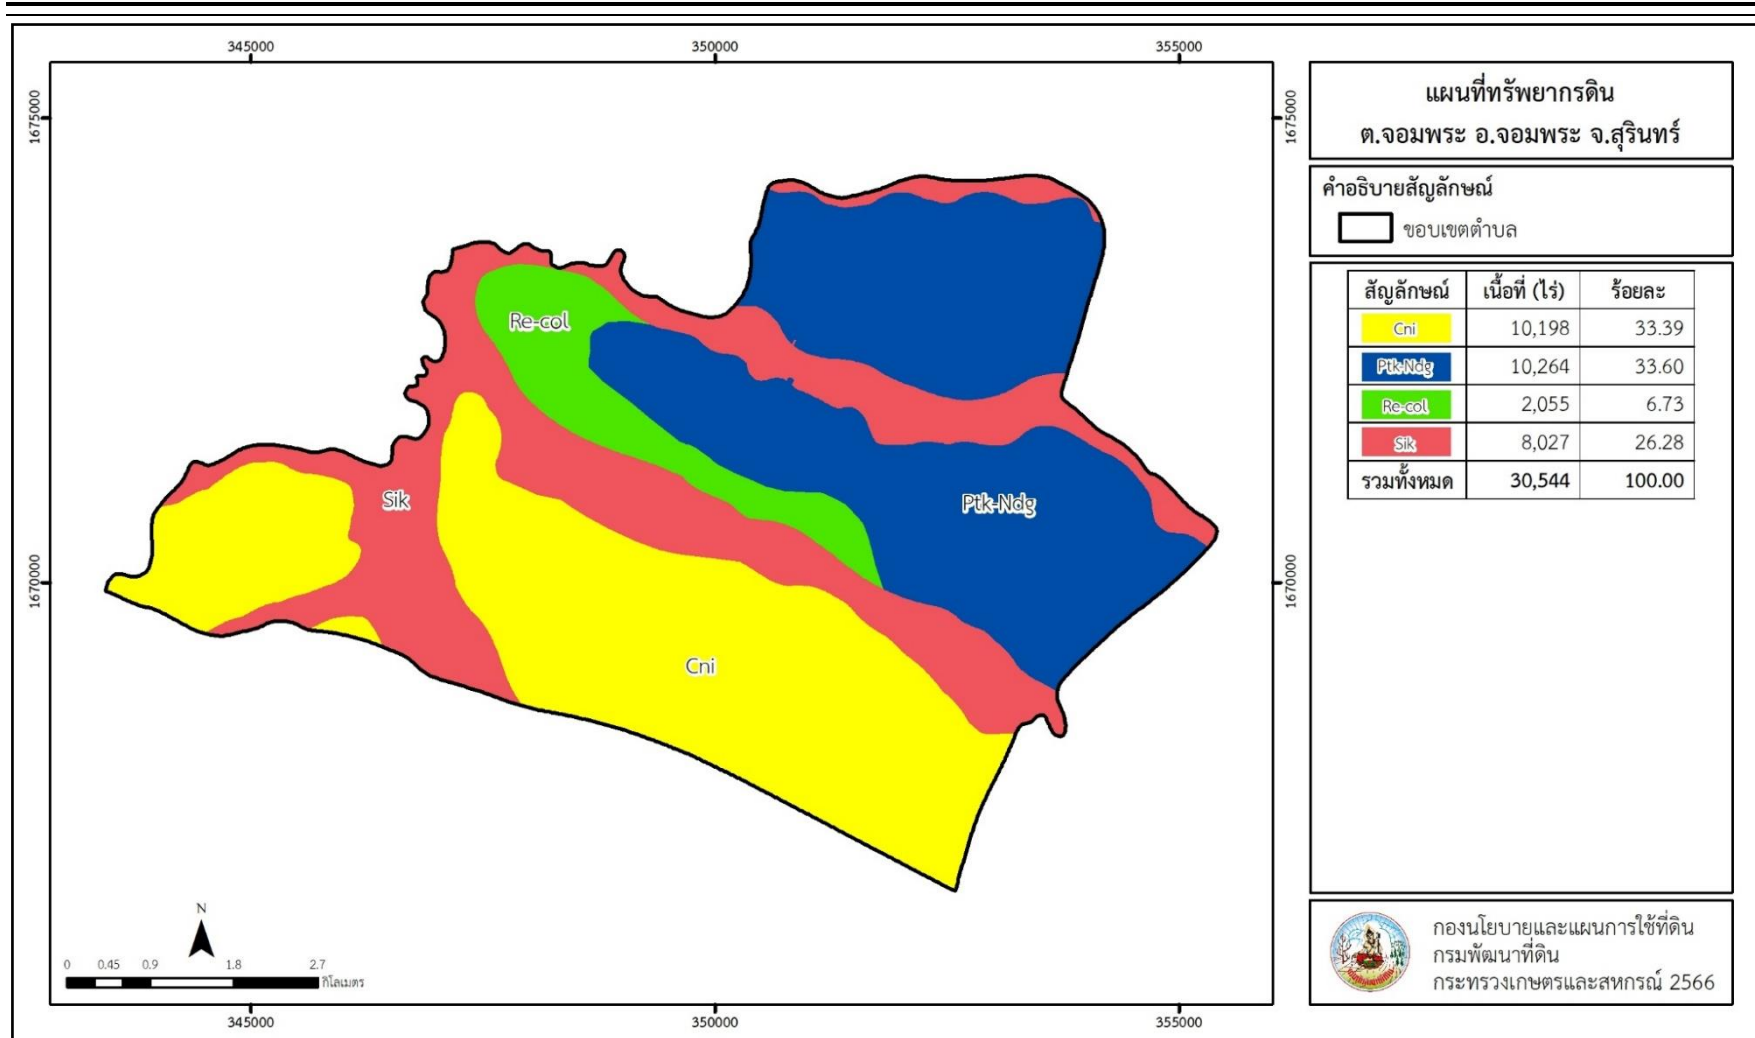 345000
350000
355000
1675000
1675000
1670000
1670000
Re-col
Sik
Ptk-Ndg
Cni
N
0 0.45 0.9 1.8 2.7
กิโลเมตร
345000
350000
355000
แผนที่ทรัพยากรดิน
ต.จอมพระ อ.จอมพระ จ.สุรินทร์
คำอธิบายสัญลักษณ์
ขอบเขตตำบล
สัญลักษณ์ เนื้อที่ (ไร่) ร้อยละ
Cni 10,198 33.39
Ptk-Ndg 10,264 33.60
Re-col 2,055 6.73
Sik 8,027 26.28
รวมทั้งหมด 30,544 100.00
กองนโยบายและแผนการใช้ที่ดิน
กรมพัฒนาที่ดิน
กระทรวงเกษตรและสหกรณ์ 2566